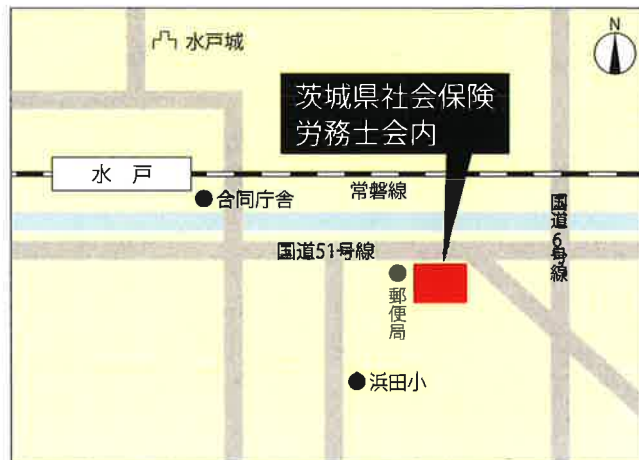 N
水戸城
茨城県社会保険
労務士会内
水戸
常磐線
合同庁舎
国道51号線
国道6号線
郵便局
浜田小